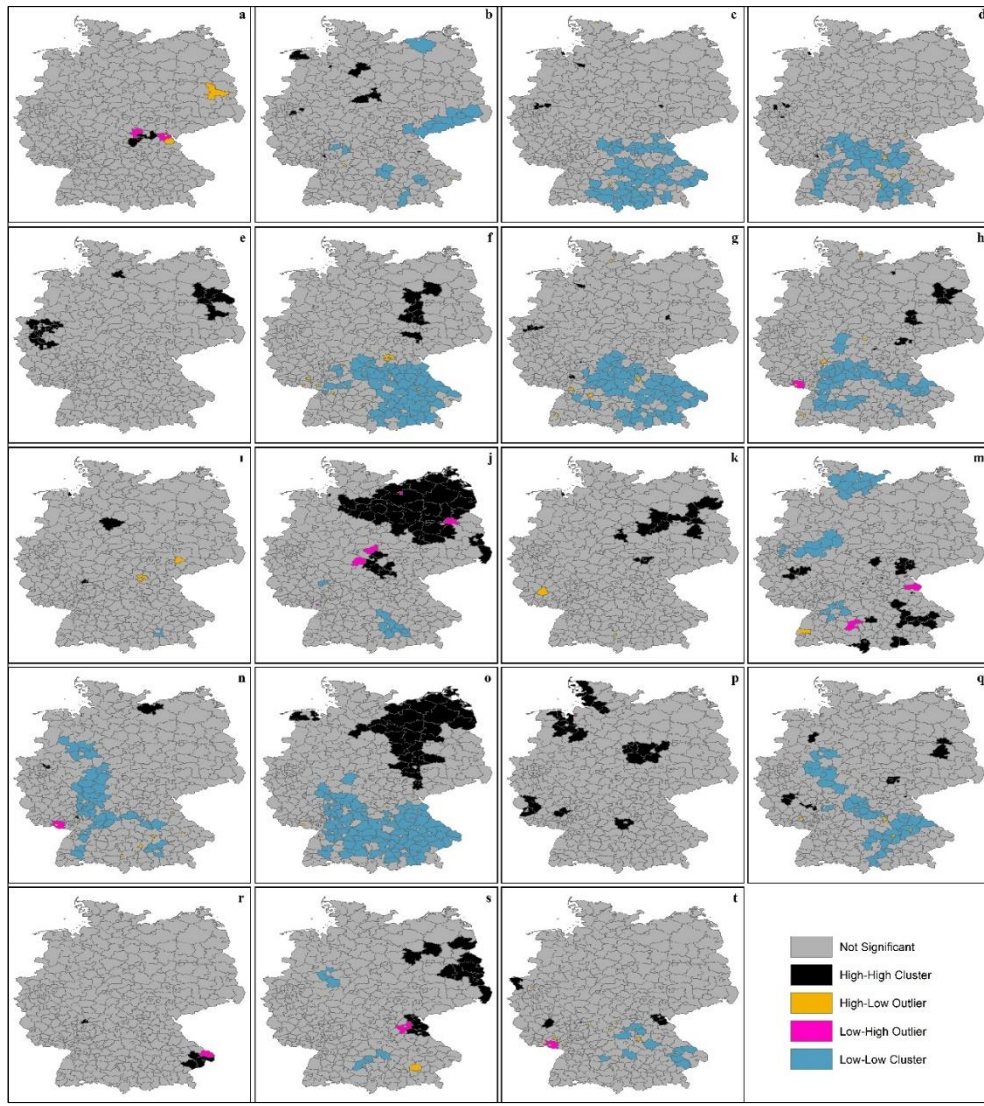 a
b
c
d
e
f
g
h
ı
j
k
m
n
o
p
q
r
s
t
Not Significant
High-High Cluster
High-Low Outlier
Low-High Outlier
Low-Low Cluster